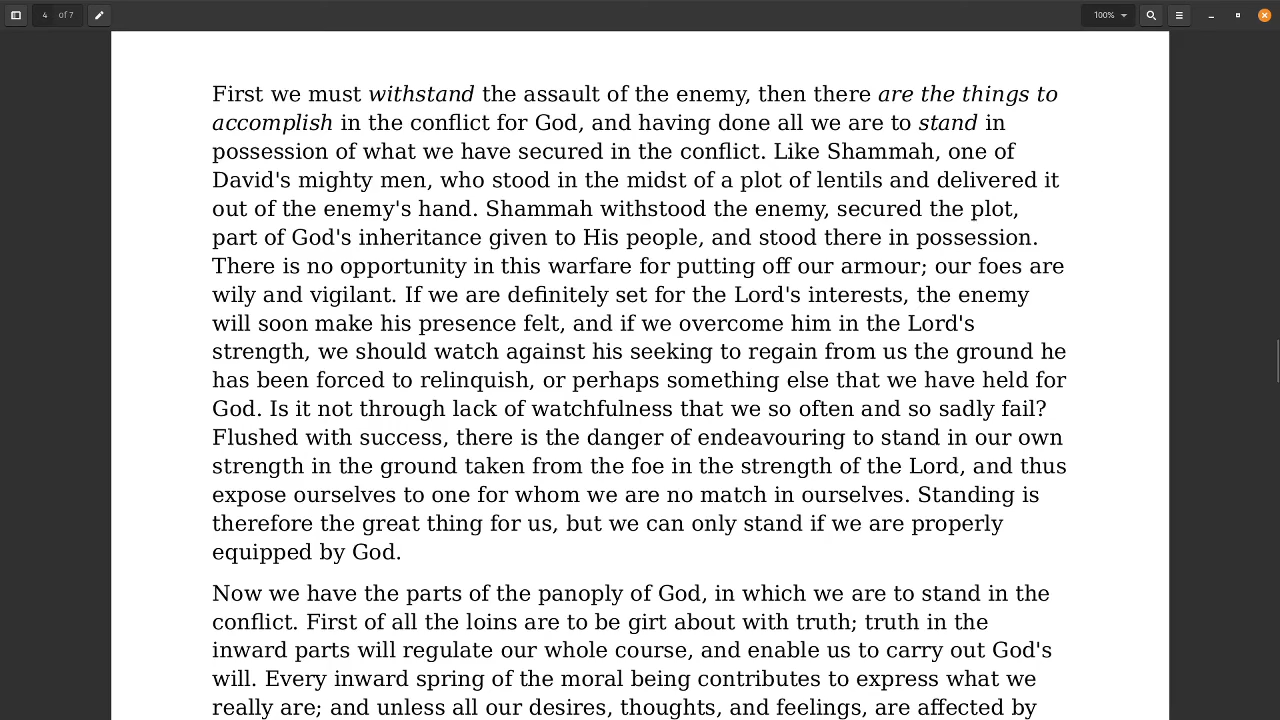 4 of 7
100%
First we must withstand the assault of the enemy, then there are the things to
accomplish in the conflict for God, and having done all we are to stand in
possession of what we have secured in the conflict. Like Shammah, one of
David's mighty men, who stood in the midst of a plot of lentils and delivered it
out of the enemy's hand. Shammah withstood the enemy, secured the plot,
part of God's inheritance given to His people, and stood there in possession.
There is no opportunity in this warfare for putting off our armour; our foes are
wily and vigilant. If we are definitely set for the Lord's interests, the enemy
will soon make his presence felt, and if we overcome him in the Lord's
strength, we should watch against his seeking to regain from us the ground he
has been forced to relinquish, or perhaps something else that we have held for
God. Is it not through lack of watchfulness that we so often and so sadly fail?
Flushed with success, there is the danger of endeavouring to stand in our own
strength in the ground taken from the foe in the strength of the Lord, and thus
expose ourselves to one for whom we are no match in ourselves. Standing is
therefore the great thing for us, but we can only stand if we are properly
equipped by God.
Now we have the parts of the panoply of God, in which we are to stand in the
conflict. First of all the loins are to be girt about with truth; truth in the
inward parts will regulate our whole course, and enable us to carry out God's
will. Every inward spring of the moral being contributes to express what we
really are; and unless all our desires, thoughts, and feelings, are affected by